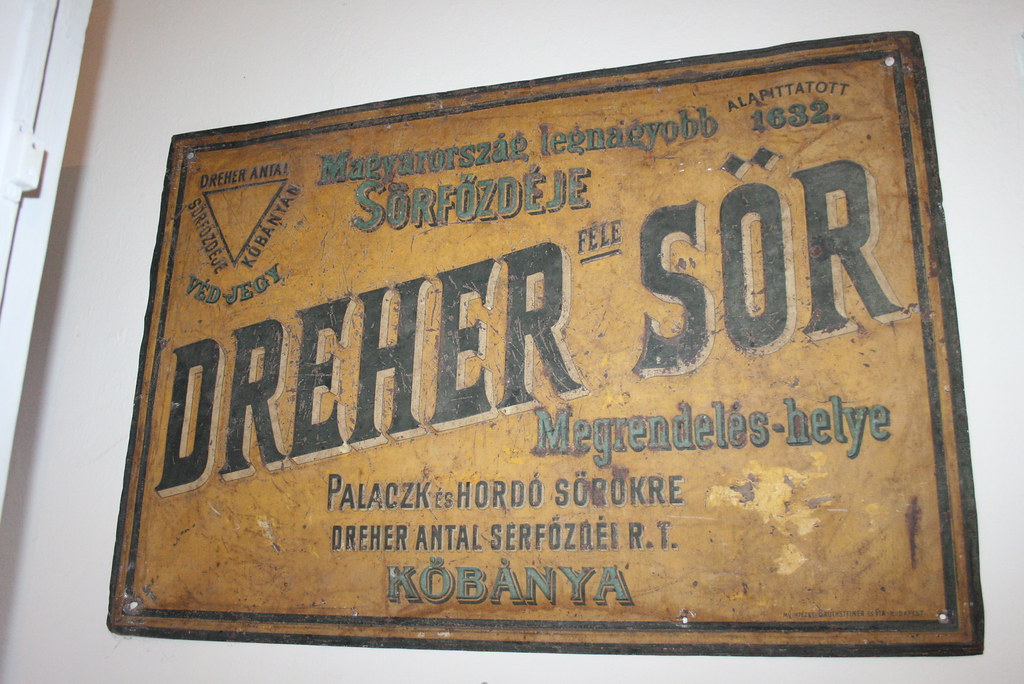 DREHER ANTAL
SÖRFŐZDÉJE
KŐBÁNYÁN
VÉD-JEGY
Magyarország legnagyobb
SÖRFŐZDÉJE
ALAPITTATOTT
1632.
DREHER FÉLE SÖR
Megrendelés-helye
PALACZK és HORDÓ SÖRÖKRE
DREHER ANTAL SERFŐZDÉI R.T.
KŐBÁNYA